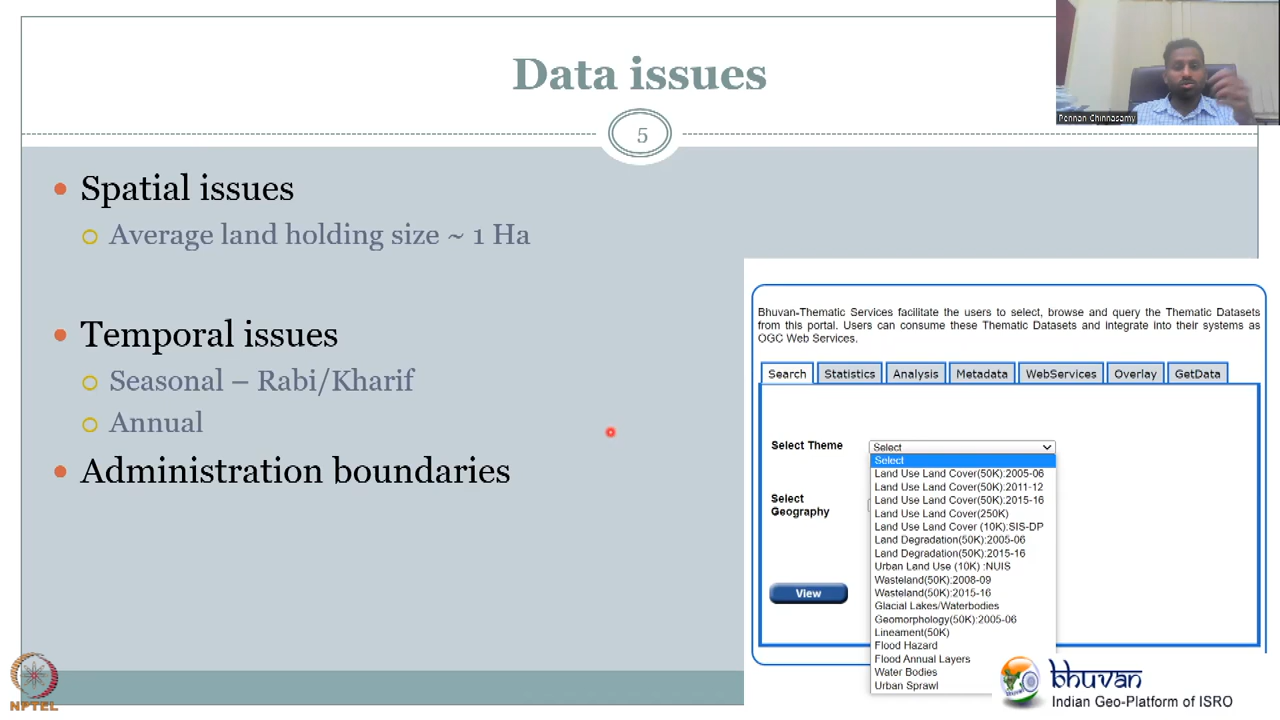 Data issues
Pennan Chinnasamy
5
Spatial issues
Average land holding size ~ 1 Ha
Temporal issues
Seasonal – Rabi/Kharif
Annual
Administration boundaries
Bhuvan-Thematic Services facilitate the users to select, browse and query the Thematic Datasets
from this portal. Users can consume these Thematic Datasets and integrate into their systems as
OGC Web Services.
Search Statistics Analysis Metadata WebServices Overlay GetData
Select Theme
Select
Select
Land Use Land Cover(50K):2005-06
Land Use Land Cover(50K):2011-12
Land Use Land Cover(50K):2015-16
Land Use Land Cover(250K)
Land Use Land Cover (10K):SIS-DP
Land Degradation(50K):2005-06
Land Degradation(50K):2015-16
Urban Land Use (10K) :NUIS
Wasteland(50K):2008-09
Wasteland(50K):2015-16
Glacial Lakes/Waterbodies
Geomorphology(50K):2005-06
Lineament(50K)
Flood Hazard
Flood Annual Layers
Water Bodies
Urban Sprawl
Select
Geography
View
bhuvan
Indian Geo-Platform of ISRO
NPTEL